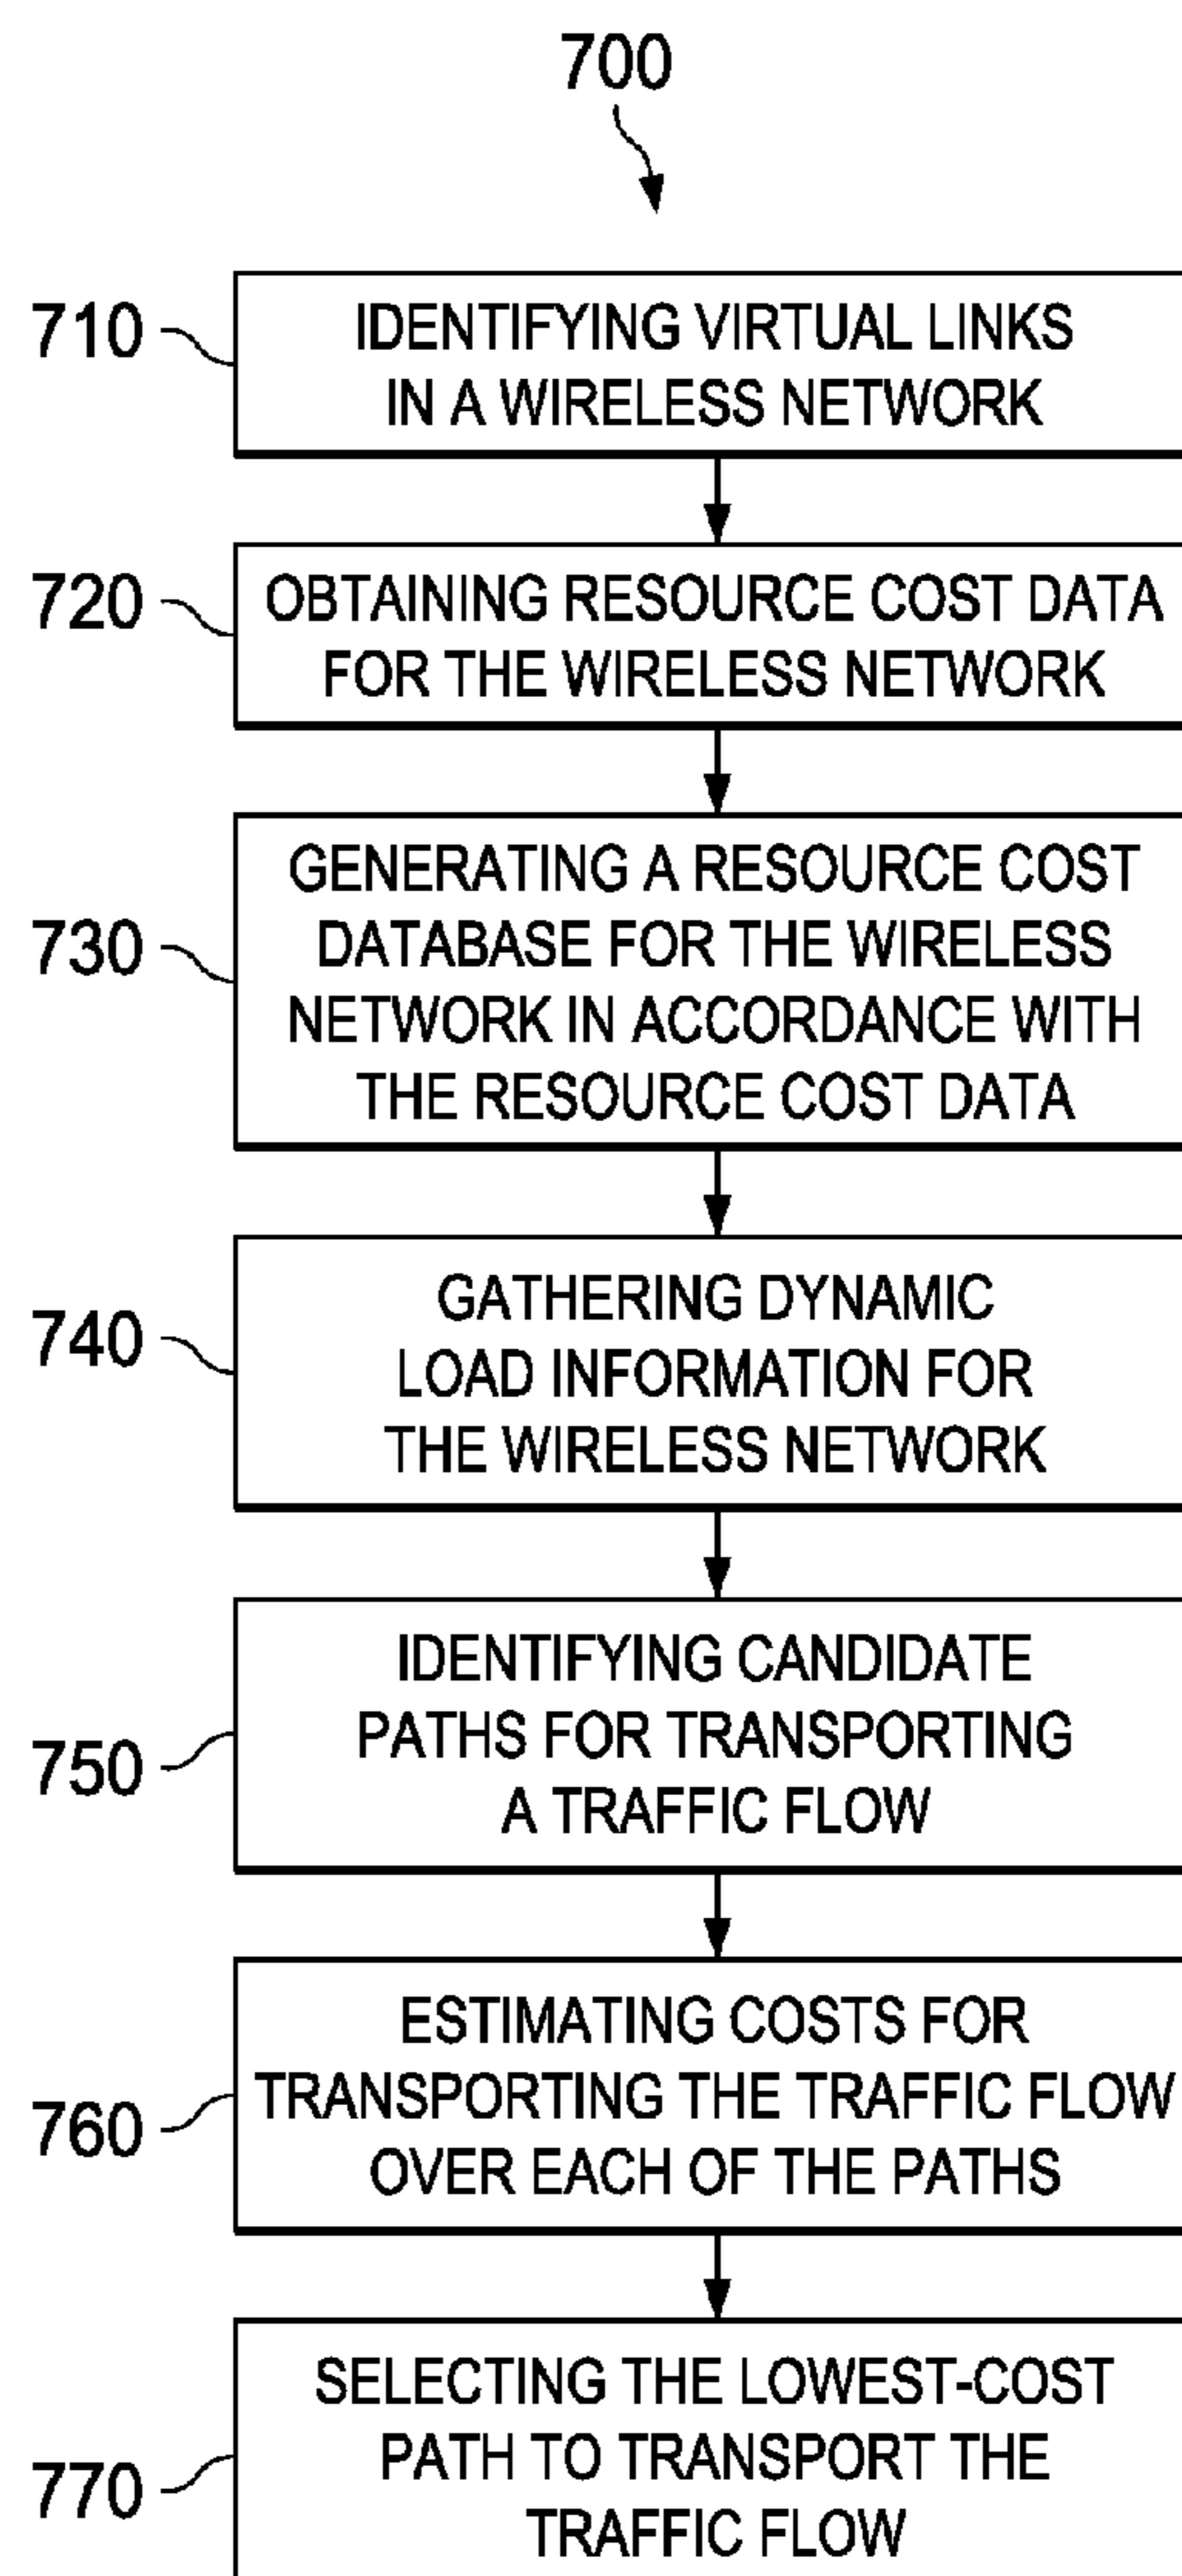 700
710
IDENTIFYING VIRTUAL LINKS
IN A WIRELESS NETWORK
720
OBTAINING RESOURCE COST DATA
FOR THE WIRELESS NETWORK
730
GENERATING A RESOURCE COST
DATABASE FOR THE WIRELESS
NETWORK IN ACCORDANCE WITH
THE RESOURCE COST DATA
740
GATHERING DYNAMIC
LOAD INFORMATION FOR
THE WIRELESS NETWORK
750
IDENTIFYING CANDIDATE
PATHS FOR TRANSPORTING
A TRAFFIC FLOW
760
ESTIMATING COSTS FOR
TRANSPORTING THE TRAFFIC FLOW
OVER EACH OF THE PATHS
770
SELECTING THE LOWEST-COST
PATH TO TRANSPORT THE
TRAFFIC FLOW